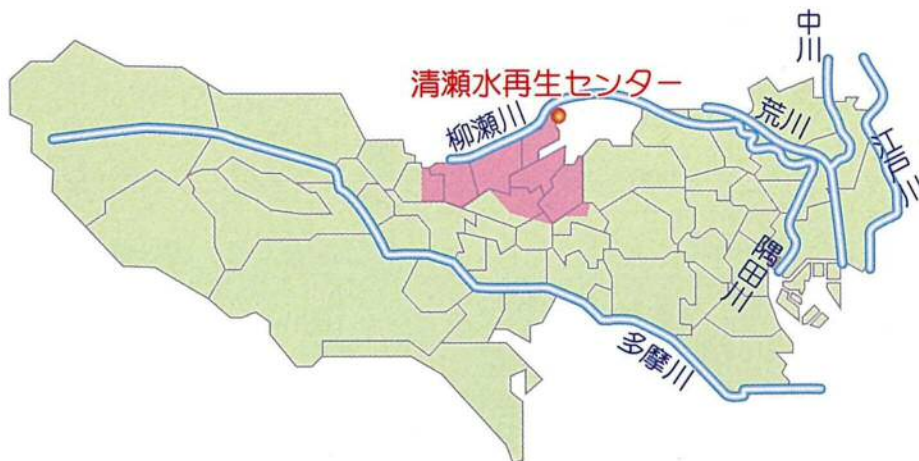 中川
清瀬水再生センター
柳瀬川
荒川
江戸川
隅田川
多摩川